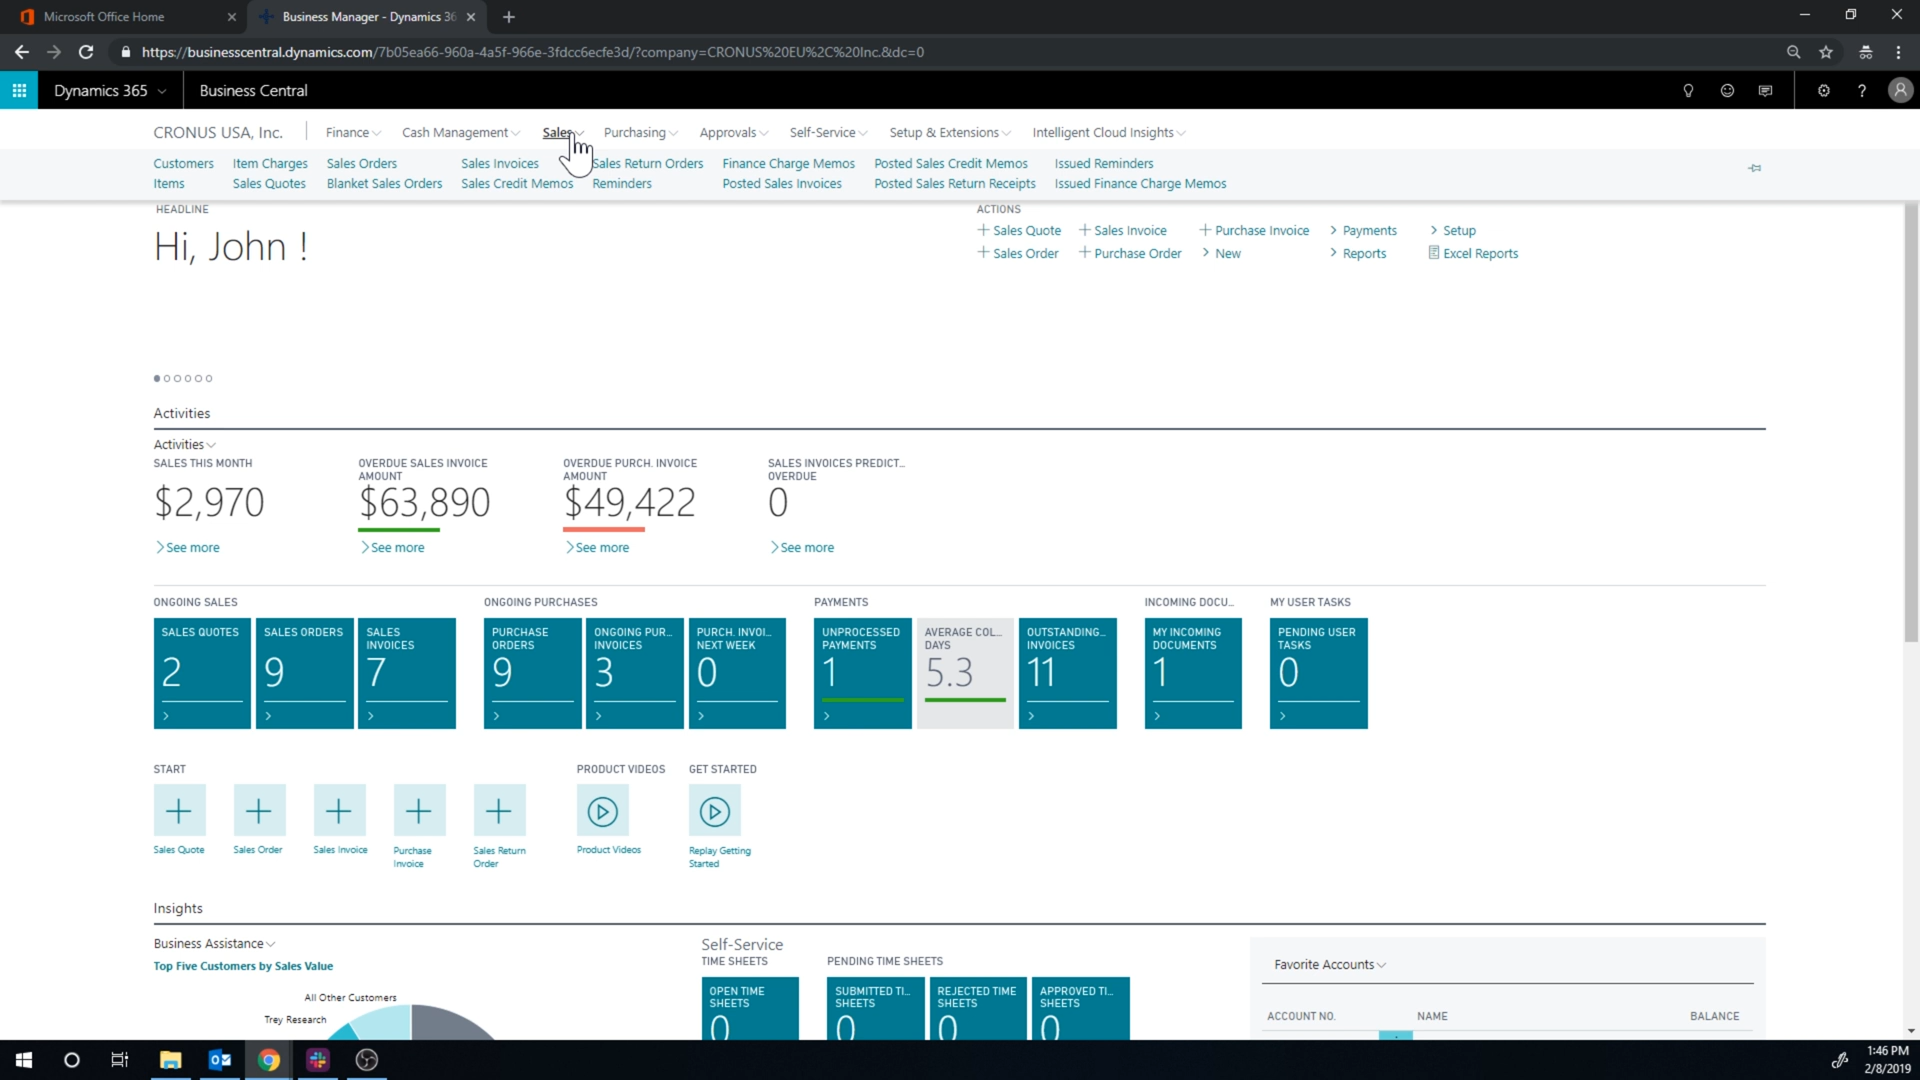 Microsoft Office Home
Business Manager - Dynamics 36
https://businesscentral.dynamics.com/7b05ea66-960a-4a5f-966e-3fdcc6ecfe3d/?company=CRONUS%20EU%2C%20Inc.&dc=0
Dynamics 365
Business Central
CRONUS USA, Inc.
Finance
Cash Management
Sales
Purchasing
Approvals
Self-Service
Setup & Extensions
Intelligent Cloud Insights
Customers
Item Charges
Sales Orders
Sales Invoices
Sales Return Orders
Finance Charge Memos
Posted Sales Credit Memos
Issued Reminders
Items
Sales Quotes
Blanket Sales Orders
Sales Credit Memos
Reminders
Posted Sales Invoices
Posted Sales Return Receipts
Issued Finance Charge Memos
HEADLINE
Hi, John !
ACTIONS
Sales Quote
Sales Invoice
Purchase Invoice
Payments
Setup
Sales Order
Purchase Order
New
Reports
Excel Reports
Activities
Activities
SALES THIS MONTH
$2,970
See more
OVERDUE SALES INVOICE
AMOUNT
$63,890
See more
OVERDUE PURCH. INVOICE
AMOUNT
$49,422
See more
SALES INVOICES PREDICT...
OVERDUE
0
See more
ONGOING SALES
SALES QUOTES
2
SALES ORDERS
9
SALES
INVOICES
7
ONGOING PURCHASES
PURCHASE
ORDERS
9
ONGOING PUR...
INVOICES
3
PURCH. INVOI...
NEXT WEEK
0
PAYMENTS
UNPROCESSED
PAYMENTS
1
AVERAGE COL...
DAYS
5.3
OUTSTANDING...
INVOICES
11
INCOMING DOCU...
MY INCOMING
DOCUMENTS
1
MY USER TASKS
PENDING USER
TASKS
0
START
Sales Quote
Sales Order
Sales Invoice
Purchase
Invoice
Sales Return
Order
PRODUCT VIDEOS
Product Videos
GET STARTED
Replay Getting
Started
Insights
Business Assistance
Top Five Customers by Sales Value
All Other Customers
Trey Research
Self-Service
TIME SHEETS
OPEN TIME
SHEETS
0
PENDING TIME SHEETS
SUBMITTED TI...
SHEETS
0
REJECTED TIME
SHEETS
0
APPROVED TI...
SHEETS
0
Favorite Accounts
ACCOUNT NO.
NAME
BALANCE
1:46 PM
2/8/2019